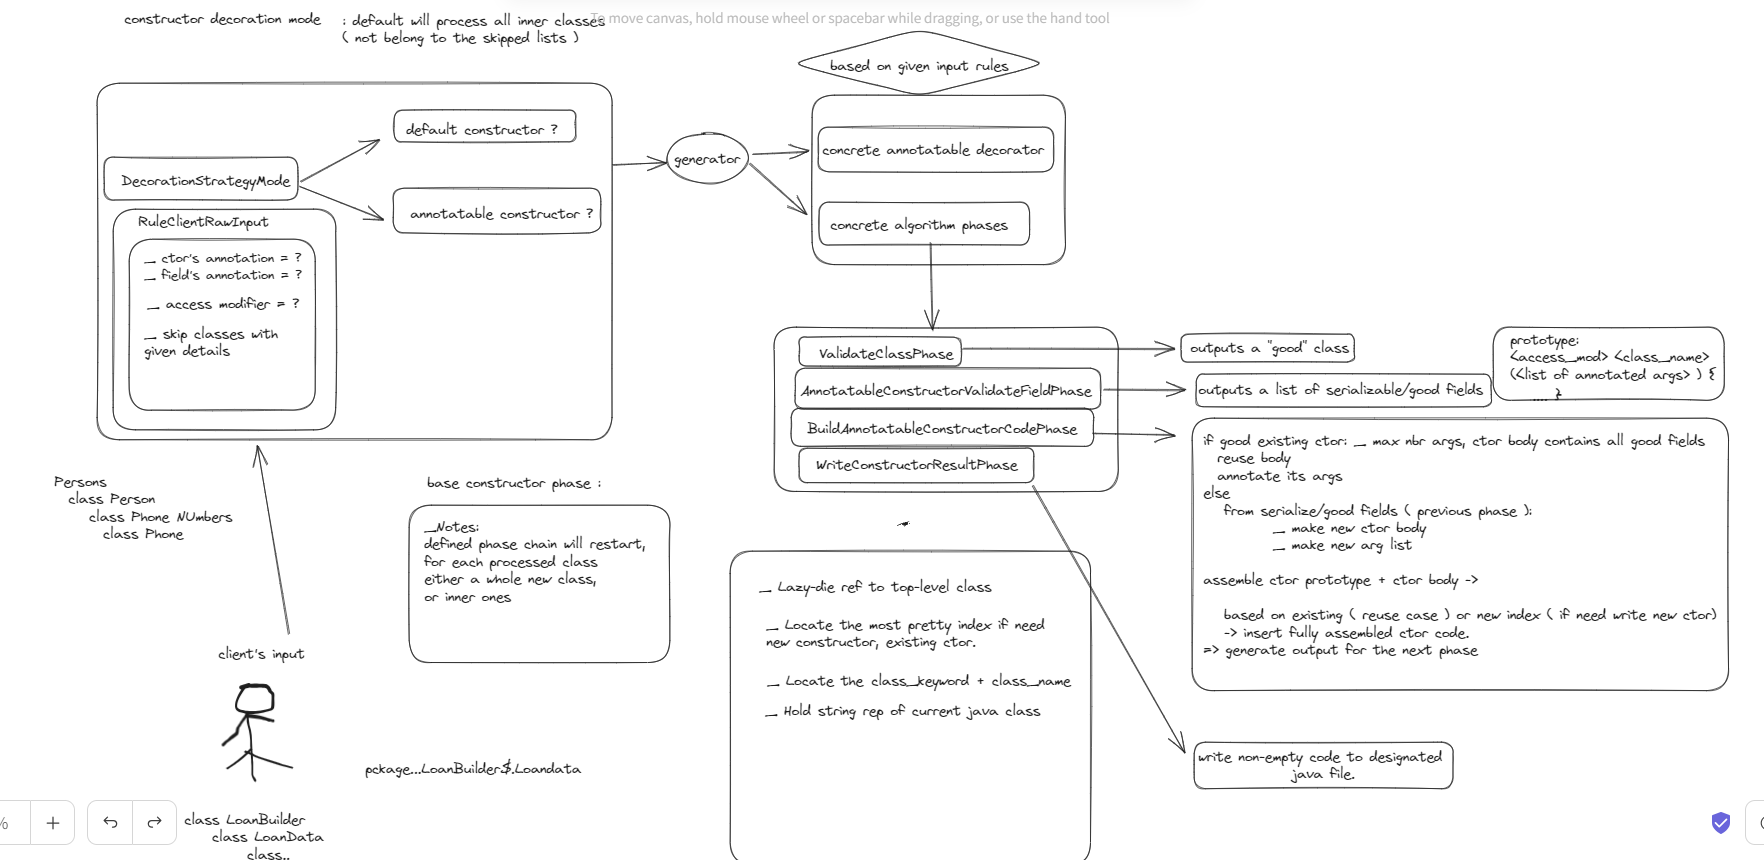 To move canvas, hold mouse wheel or spacebar while dragging, or use the hand tool
constructor decoration mode : default will process all inner classes
( not belong to the skipped lists )
based on given input rules
default constructor ?
DecorationStrategyMode
annotatable constructor ?
generator
concrete annotatable decorator
concrete algorithm phases
RuleClientRawInput
_ ctor's annotation = ?
_ field's annotation = ?
_ access modifier = ?
_ skip classes with
given details
ValidateClassPhase
AnnotatableConstructorValidateFieldPhase
BuildAnnotatableConstructorCodePhase
WriteConstructorResultPhase
outputs a "good" class
outputs a list of serializable/good fields
prototype:
<access_mod> <class_name>
(<list of annotated args> ) {
.... }
if good existing ctor: _ max nbr args, ctor body contains all good fields
reuse body
annotate its args
else
from serialize/good fields ( previous phase ):
_ make new ctor body
_ make new arg list
assemble ctor prototype + ctor body ->
based on existing ( reuse case ) or new index ( if need write new ctor)
-> insert fully assembled ctor code.
=> generate output for the next phase
Persons
class Person
class Phone NUmbers
class Phone
base constructor phase :
_Notes:
defined phase chain will restart,
for each processed class
either a whole new class,
or inner ones
_ Lazy-die ref to top-level class
_ Locate the most pretty index if need
new constructor, existing ctor.
_ Locate the class_keyword + class_name
_ Hold string rep of current java class
write non-empty code to designated
java file.
client's input
pckage...LoanBuilder$.Loandata
class LoanBuilder
class LoanData
class..
%